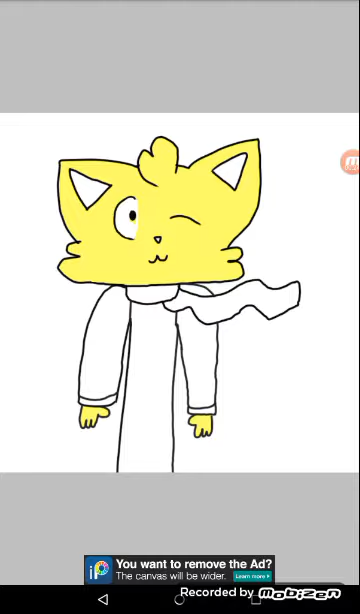 You want to remove the Ad?
The canvas will be wider.
Learn more >
Recorded by mobizen